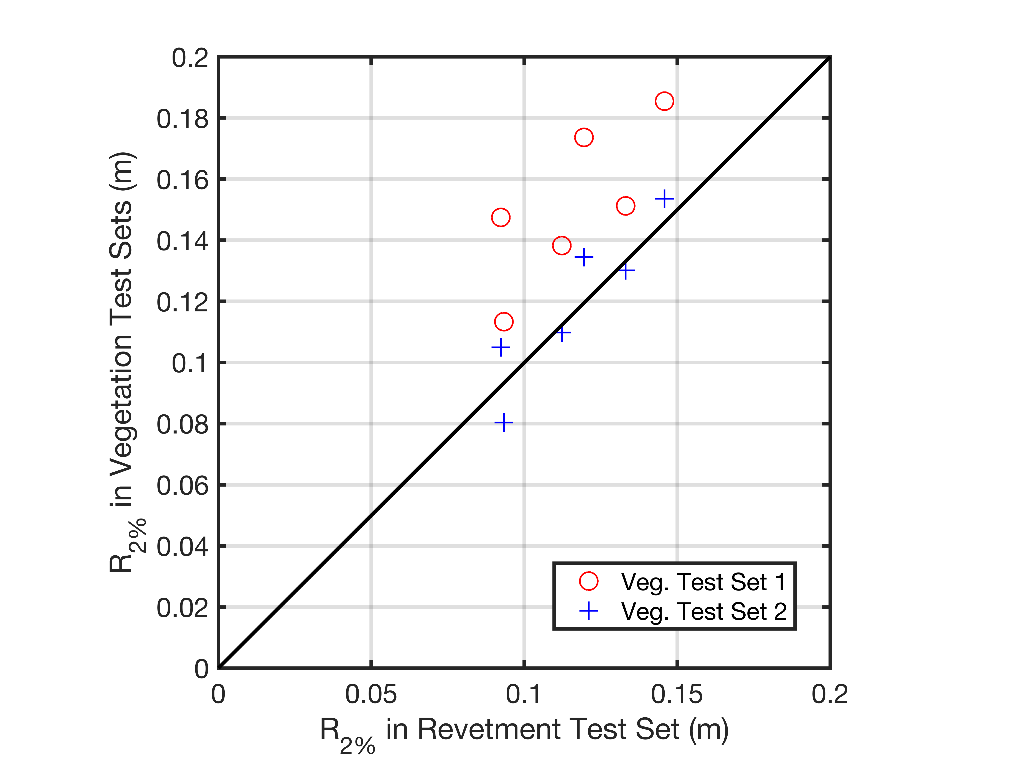 0.2
0.18
0.16
0.14
0.12
0.1
0.08
0.06
0.04
0.02
0
R2% in Vegetation Test Sets (m)
Veg. Test Set 1
Veg. Test Set 2
0 0.05 0.1 0.15 0.2
R2% in Revetment Test Set (m)